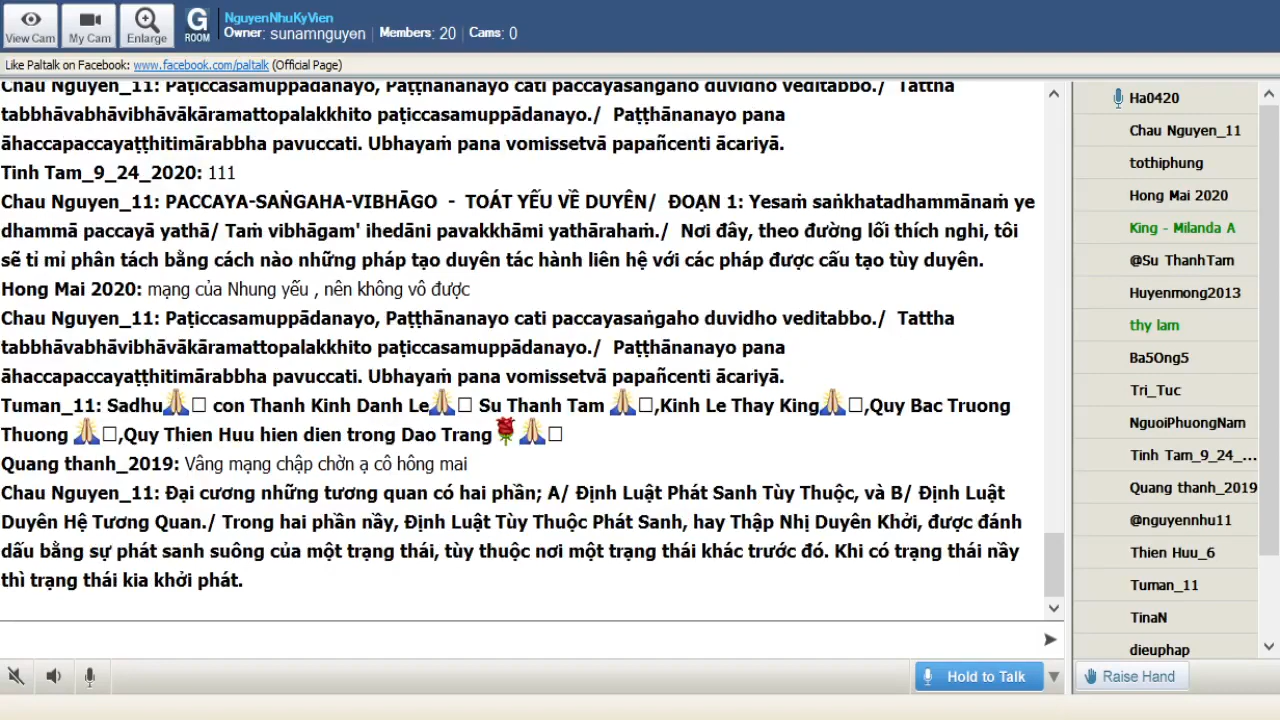 View Cam
My Cam
Enlarge
G
ROOM
NguyenNhuKyVien
Owner: sunamnguyen | Members: 20 | Cams: 0
Like Paltalk on Facebook: www.facebook.com/paltalk (Official Page)
Chau Nguyen_11: Paṭiccasamuppādanayo, Paṭṭhānanayo cati paccayasaṅgaho duvidho veditabbo./ Tattha
tabbhāvabhāvibhāvākāramattopalakkhito paṭiccasamuppādanayo./ Paṭṭhānanayo pana
āhaccapaccayaṭṭhitimārabbha pavuccati. Ubhayaṁ pana vomissetvā papañcenti ācariyā.
Tinh Tam_9_24_2020: 111
Chau Nguyen_11: PACCAYA-SAṄGAHA-VIBHĀGO - TOÁT YẾU VỀ DUYÊN/ ĐOẠN 1: Yesaṁ saṅkhatadhammānaṁ ye
dhammā paccayā yathā/ Taṁ vibhāgam' ihedāni pavakkhāmi yathārahaṁ./ Nơi đây, theo đường lối thích nghi, tôi
sẽ tỉ mỉ phân tách bằng cách nào những pháp tạo duyên tác hành liên hệ với các pháp được cấu tạo tùy duyên.
Hong Mai 2020: mạng của Nhung yếu , nên không vô được
Chau Nguyen_11: Paṭiccasamuppādanayo, Paṭṭhānanayo cati paccayasaṅgaho duvidho veditabbo./ Tattha
tabbhāvabhāvibhāvākāramattopalakkhito paṭiccasamuppādanayo./ Paṭṭhānanayo pana
āhaccapaccayaṭṭhitimārabbha pavuccati. Ubhayaṁ pana vomissetvā papañcenti ācariyā.
Tuman_11: Sadhu🙏□ con Thanh Kinh Danh Le🙏□ Su Thanh Tam 🙏□,Kinh Le Thay King🙏□,Quy Bac Truong
Thuong 🙏□,Quy Thien Huu hien dien trong Dao Trang🌹🙏□
Quang thanh_2019: Vâng mạng chập chờn ạ cô hông mai
Chau Nguyen_11: Đại cương những tương quan có hai phần; A/ Định Luật Phát Sanh Tùy Thuộc, và B/ Định Luật
Duyên Hệ Tương Quan./ Trong hai phần nầy, Định Luật Tùy Thuộc Phát Sanh, hay Thập Nhị Duyên Khởi, được đánh
dấu bằng sự phát sanh suông của một trạng thái, tùy thuộc nơi một trạng thái khác trước đó. Khi có trạng thái nầy
thì trạng thái kia khởi phát.
Hold to Talk
Ha0420
Chau Nguyen_11
tothiphung
Hong Mai 2020
King - Milanda A
@Su ThanhTam
Huyenmong2013
thy lam
Ba5Ong5
Tri_Tuc
NguoiPhuongNam
Tinh Tam_9_24_...
Quang thanh_2019
@nguyennhu11
Thien Huu_6
Tuman_11
TinaN
dieuphap
Raise Hand